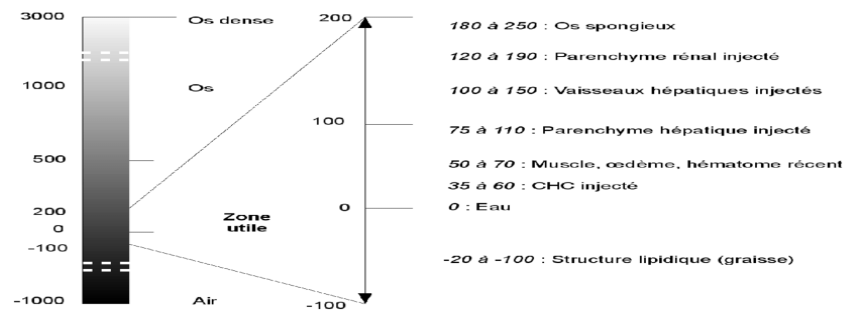 3000
Os dense
1000
Os
500
200
0
-100
Zone
utile
-1000
Air
200
100
0
-100
180 à 250 : Os spongieux
120 à 190 : Parenchyme rénal injecté
100 à 150 : Vaisseaux hépatiques injectés
75 à 110 : Parenchyme hépatique injecté
50 à 70 : Muscle, œdème, hématome récent
35 à 60 : CHC injecté
0 : Eau
-20 à -100 : Structure lipidique (graisse)